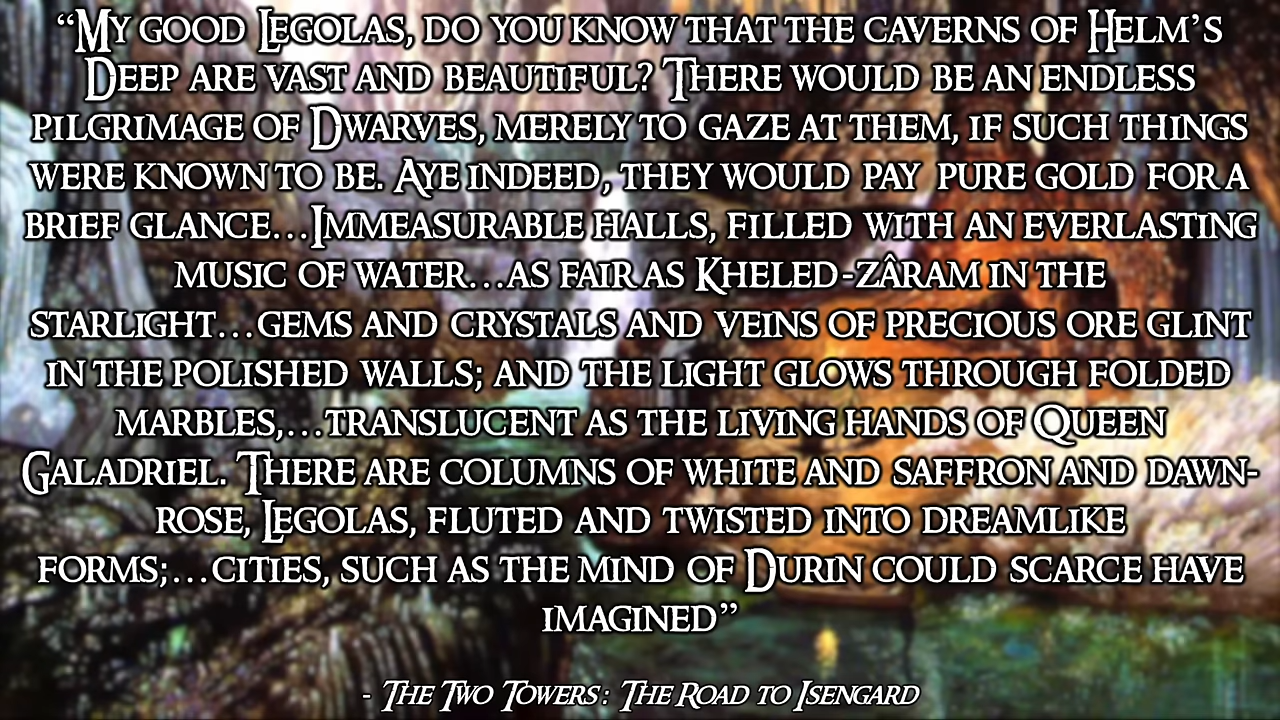 “My good Legolas, do you know that the caverns of Helm’s
Deep are vast and beautiful? There would be an endless
pilgrimage of Dwarves, merely to gaze at them, if such things
were known to be. Aye indeed, they would pay pure gold for a
brief glance…Immeasurable halls, filled with an everlasting
music of water…as fair as Kheled-zâram in the
starlight…gems and crystals and veins of precious ore glint
in the polished walls; and the light glows through folded
marbles,…translucent as the living hands of Queen
Galadriel. There are columns of white and saffron and dawn-
rose, Legolas, fluted and twisted into dreamlike
forms;…cities, such as the mind of Durin could scarce have
imagined”
- The Two Towers: The Road to Isengard